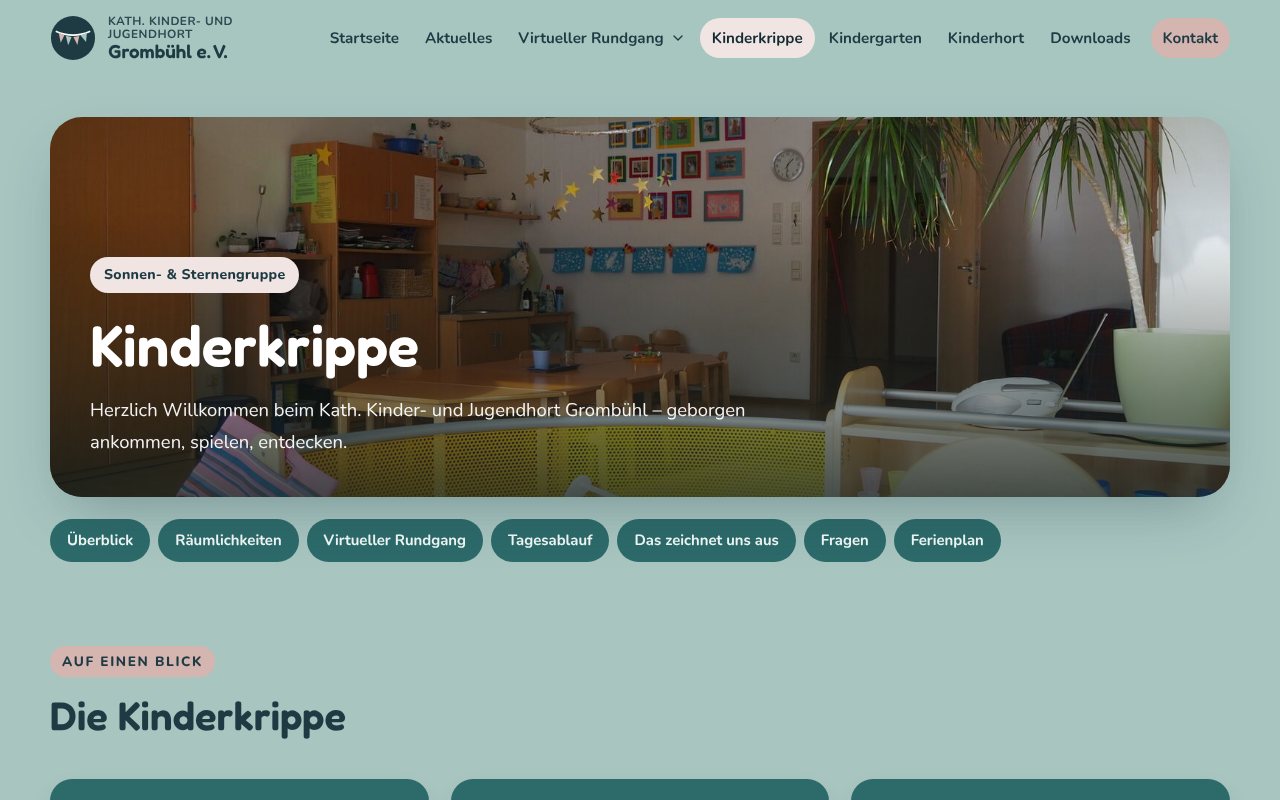 KATH. KINDER- UND
JUGENDHORT
Grombühl e. V.
Startseite
Aktuelles
Virtueller Rundgang
Kinderkrippe
Kindergarten
Kinderhort
Downloads
Kontakt
Sonnen- & Sternengruppe
Kinderkrippe
Herzlich Willkommen beim Kath. Kinder- und Jugendhort Grombühl – geborgen
ankommen, spielen, entdecken.
Überblick
Räumlichkeiten
Virtueller Rundgang
Tagesablauf
Das zeichnet uns aus
Fragen
Ferienplan
AUF EINEN BLICK
Die Kinderkrippe